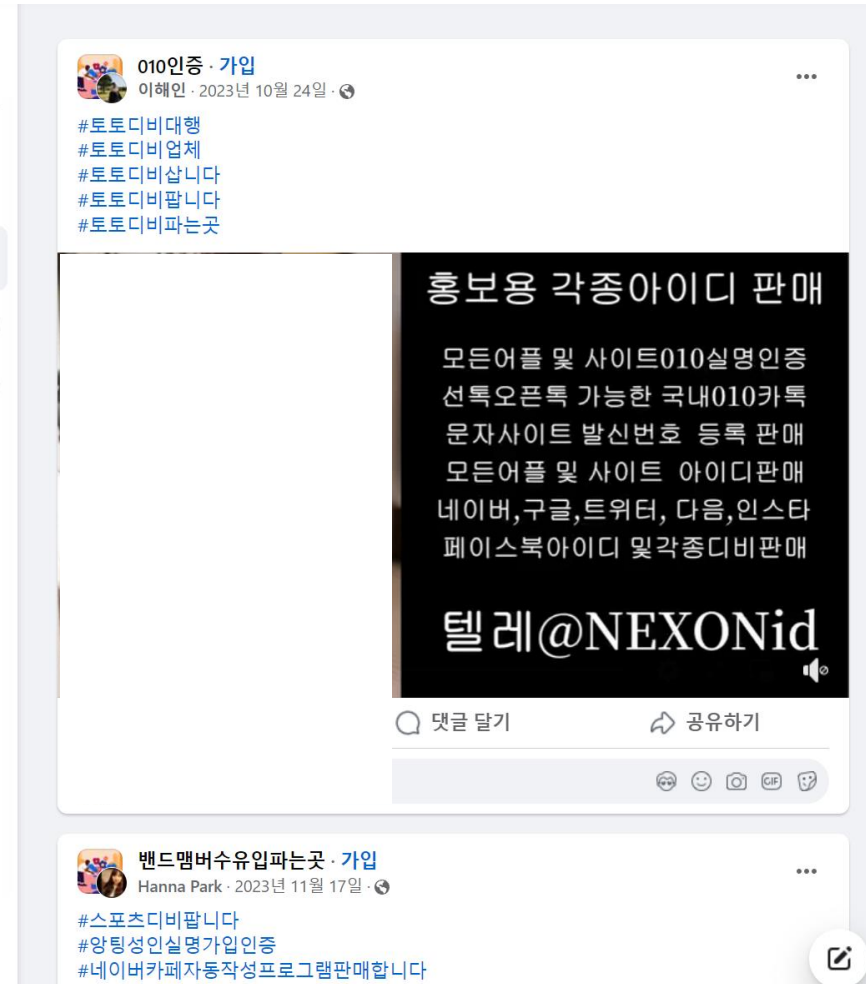 010인증 · 가입
이해인 · 2023년 10월 24일 ·
#토토디비대행
#토토디비업체
#토토디비삽니다
#토토디비팝니다
#토토디비파는곳
홍보용 각종아이디 판매
모든어플 및 사이트010실명인증
선톡오픈톡 가능한 국내010카톡
문자사이트 발신번호 등록 판매
모든어플 및 사이트 아이디판매
네이버,구글,트위터, 다음,인스타
페이스북아이디 및각종디비판매
텔레@NEXONid
댓글 달기
공유하기
GIF
밴드맴버수유입파는곳 · 가입
Hanna Park · 2023년 11월 17일 ·
#스포츠디비팝니다
#앙팅성인실명가입인증
#네이버카페자동작성프로그램판매합니다